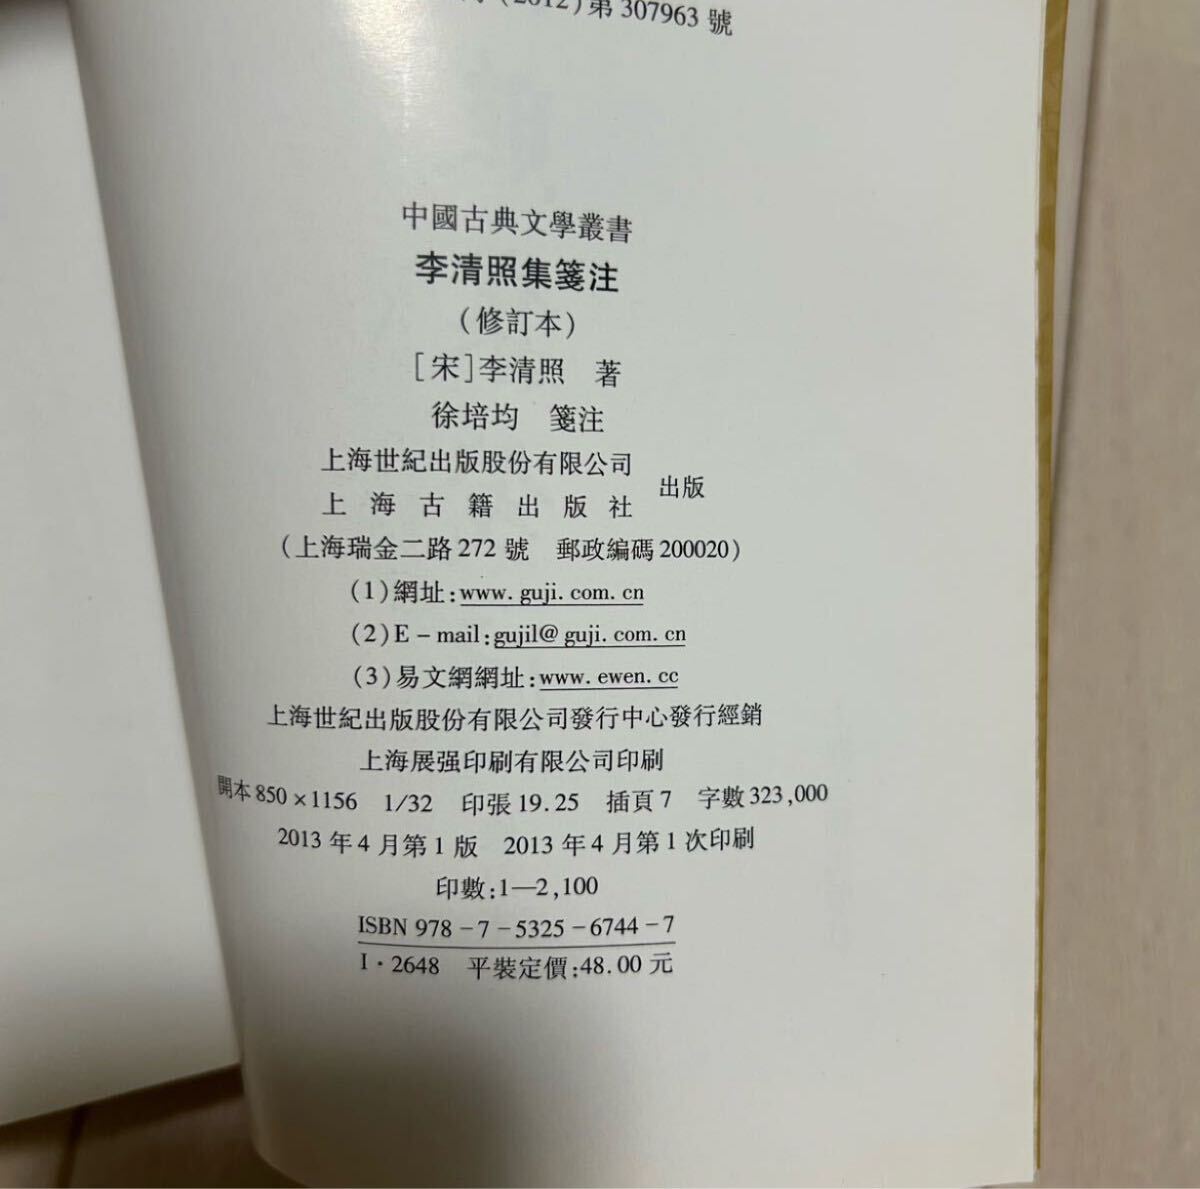 (2012)第 307963 號
中國古典文學叢書
李清照集箋注
(修訂本)
[宋]李清照 著
徐培均 箋注
上海世紀出版股份有限公司
上海古籍出版社
出版
(上海瑞金二路 272 號 郵政編碼 200020)
(1)網址:www. guji. com. cn
(2)E-mail:gujil@guji. com. cn
(3)易文網網址:www. ewen. cc
上海世紀出版股份有限公司發行中心發行經銷
上海展强印刷有限公司印刷
開本 850×1156 1/32 印張 19.25 插頁 7 字數 323,000
2013 年 4 月第 1 版 2013 年 4 月第 1 次印刷
印數:1—2,100
ISBN 978-7-5325-6744-7
I·2648 平裝定價:48.00 元